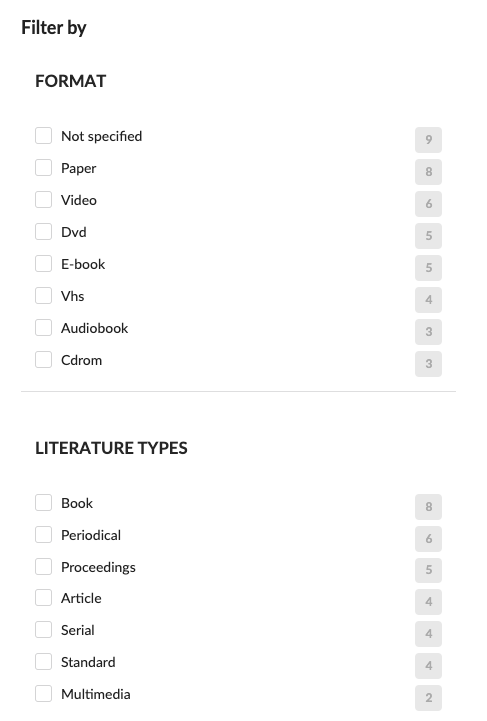 Filter by
FORMAT
Not specified 9
Paper 8
Video 6
Dvd 5
E-book 5
Vhs 4
Audiobook 3
Cdrom 3
LITERATURE TYPES
Book 8
Periodical 6
Proceedings 5
Article 4
Serial 4
Standard 4
Multimedia 2